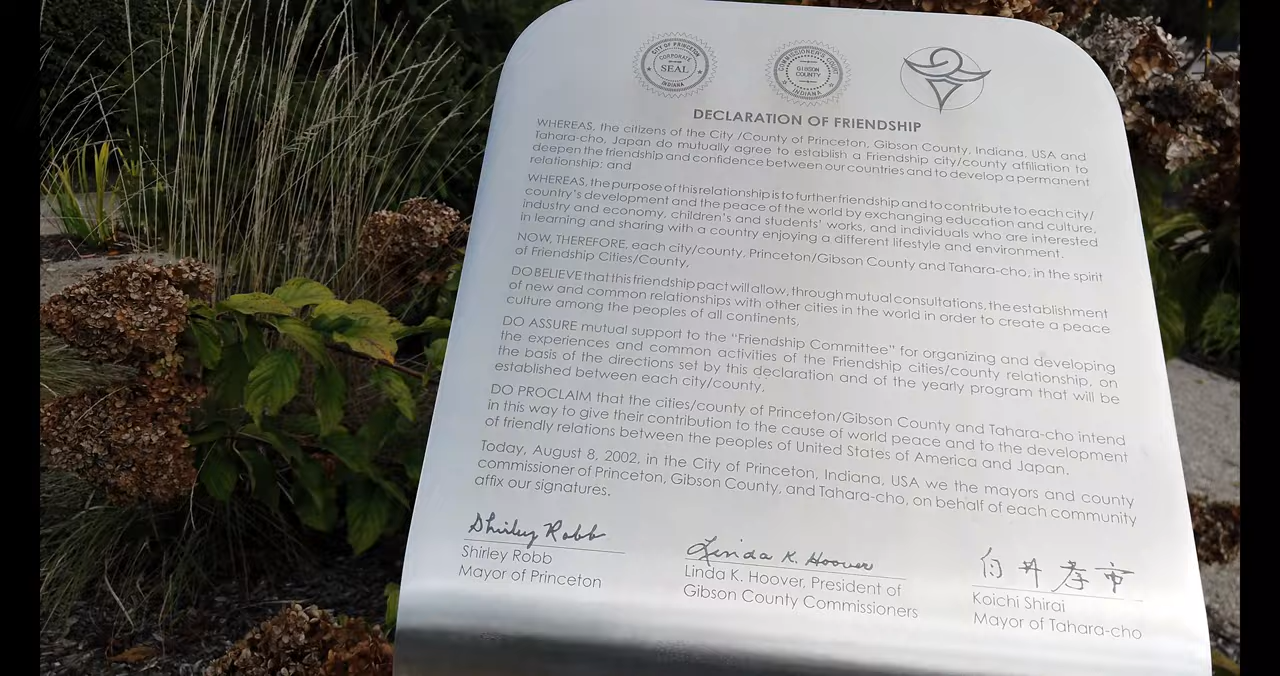 CITY OF PRINCETON
CORPORATE
SEAL
INDIANA
COMMISSIONER'S COURT
GIBSON
COUNTY
INDIANA
DECLARATION OF FRIENDSHIP
WHEREAS, the citizens of the City /County of Princeton, Gibson County, Indiana, USA and
Tahara-cho, Japan do mutually agree to establish a Friendship city/county affiliation to
deepen the friendship and confidence between our countries and to develop a permanent
relationship; and
WHEREAS, the purpose of this relationship is to further friendship and to contribute to each city/
country's development and the peace of the world by exchanging education and culture,
industry and economy, children's and students' works, and individuals who are interested
in learning and sharing with a country enjoying a different lifestyle and environment.
NOW, THEREFORE, each city/county, Princeton/Gibson County and Tahara-cho, in the spirit
of Friendship Cities/County,
DO BELIEVE that this friendship pact will allow, through mutual consultations, the establishment
of new and common relationships with other cities in the world in order to create a peace
culture among the peoples of all continents,
DO ASSURE mutual support to the "Friendship Committee" for organizing and developing
the experiences and common activities of the Friendship cities/county relationship, on
the basis of the directions set by this declaration and of the yearly program that will be
established between each city/county.
DO PROCLAIM that the cities/county of Princeton/Gibson County and Tahara-cho intend
in this way to give their contribution to the cause of world peace and to the development
of friendly relations between the peoples of United States of America and Japan.
Today, August 8, 2002, in the City of Princeton, Indiana, USA we the mayors and county
commissioner of Princeton, Gibson County, and Tahara-cho, on behalf of each community
affix our signatures.
Shirley Robb
Shirley Robb
Mayor of Princeton
Linda K. Hoover
Linda K. Hoover, President of
Gibson County Commissioners
白井孝市
Koichi Shirai
Mayor of Tahara-cho